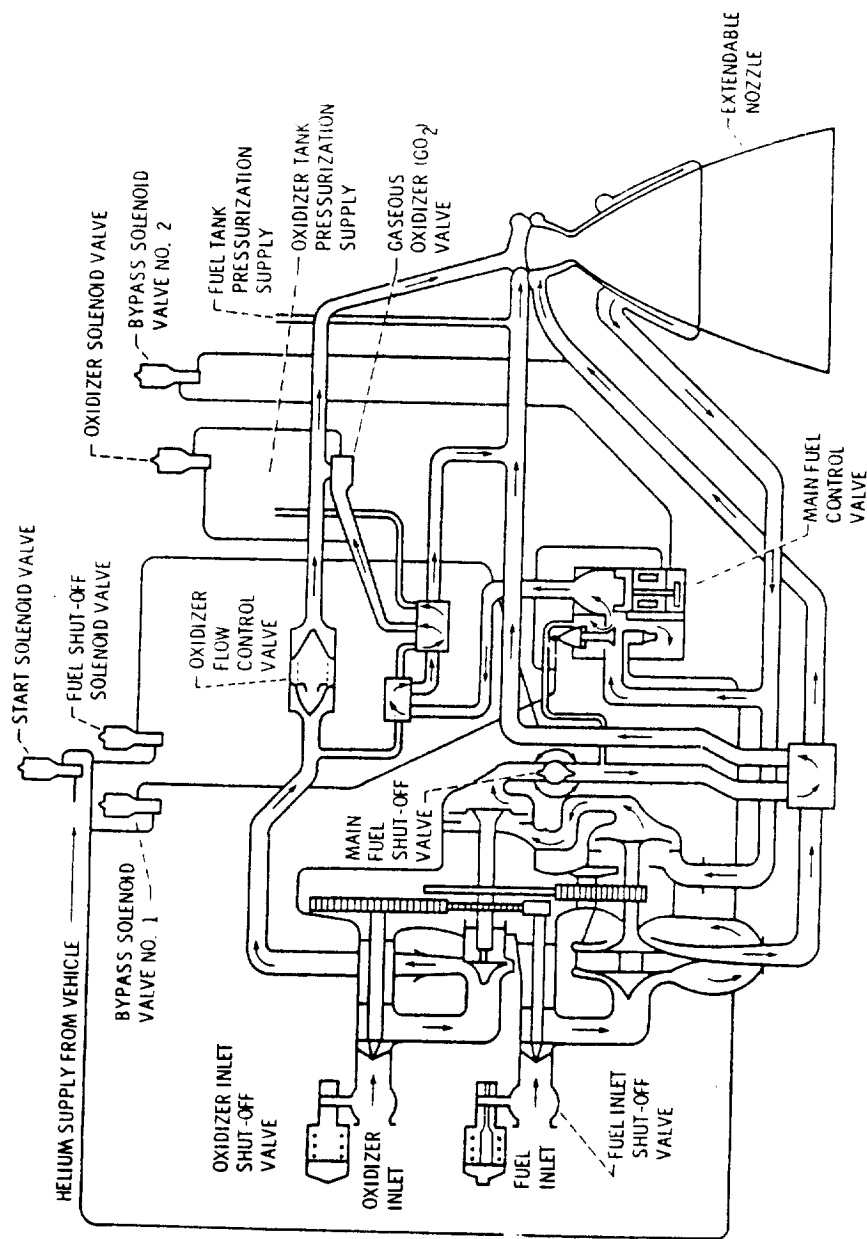 HELIUM SUPPLY FROM VEHICLE
START SOLENOID VALVE
FUEL SHUT-OFF
SOLENOID VALVE
BYPASS SOLENOID
VALVE NO. 1
OXIDIZER SOLENOID VALVE
BYPASS SOLENOID
VALVE NO. 2
FUEL TANK
PRESSURIZATION
SUPPLY
OXIDIZER TANK
PRESSURIZATION
SUPPLY
GASEOUS
OXIDIZER (GO2)
VALVE
OXIDIZER
FLOW
CONTROL
VALVE
OXIDIZER INLET
SHUT-OFF
VALVE
OXIDIZER
INLET
MAIN FUEL
SHUT-OFF
VALVE
FUEL
INLET
FUEL INLET
SHUT-OFF
VALVE
MAIN FUEL
CONTROL
VALVE
EXTENDABLE
NOZZLE